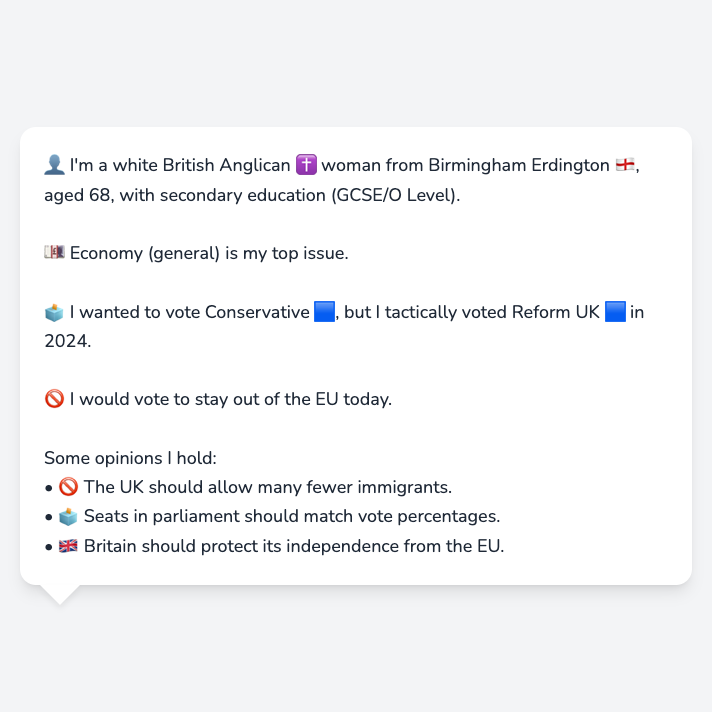 👤 I'm a white British Anglican ✝️ woman from Birmingham Erdington 🏴󠁧󠁢󠁥󠁮󠁧󠁿,
aged 68, with secondary education (GCSE/O Level).
💷 Economy (general) is my top issue.
🗳️ I wanted to vote Conservative 🟦, but I tactically voted Reform UK 🟦 in
2024.
🚫 I would vote to stay out of the EU today.
Some opinions I hold:
• 🚫 The UK should allow many fewer immigrants.
• 🗳️ Seats in parliament should match vote percentages.
• 🇬🇧 Britain should protect its independence from the EU.